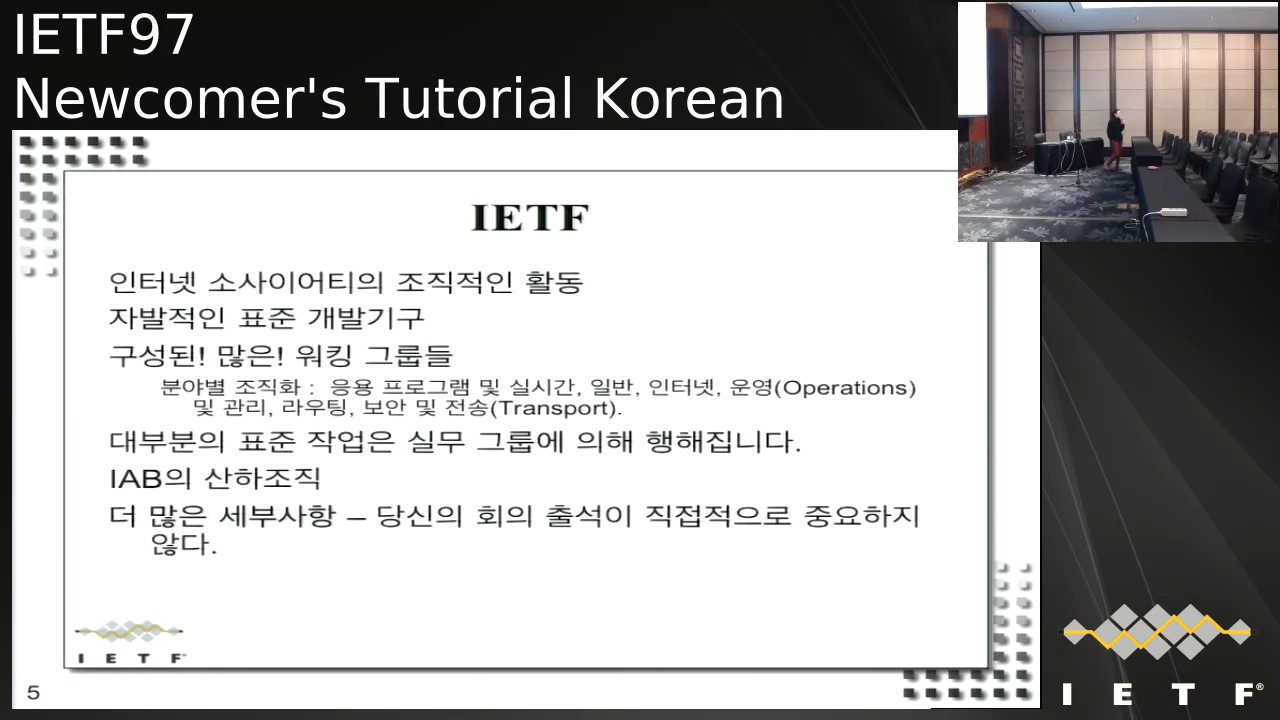 IETF97
Newcomer's Tutorial Korean
IETF
인터넷 소사이어티의 조직적인 활동
자발적인 표준 개발기구
구성된! 많은! 워킹 그룹들
분야별 조직화 : 응용 프로그램 및 실시간, 일반, 인터넷, 운영(Operations)
및 관리, 라우팅, 보안 및 전송(Transport).
대부분의 표준 작업은 실무 그룹에 의해 행해집니다.
IAB의 산하조직
더 많은 세부사항 – 당신의 회의 출석이 직접적으로 중요하지
않다.
I E T F
5
I E T F®